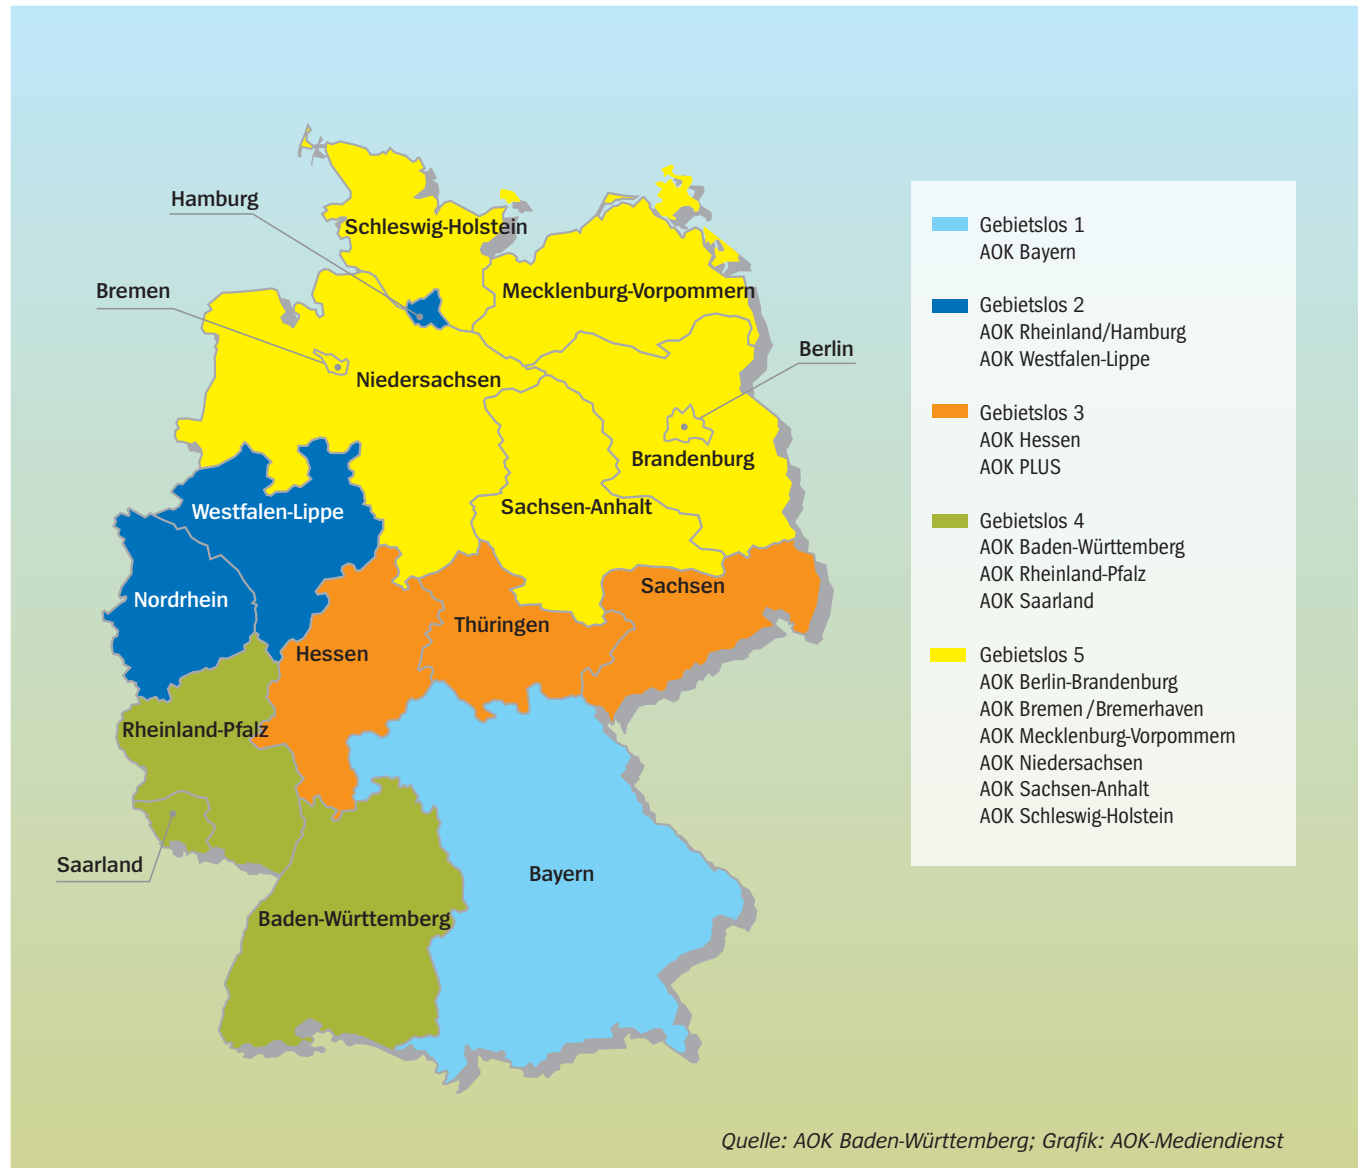 Hamburg
Schleswig-Holstein
Bremen
Mecklenburg-Vorpommern
Berlin
Niedersachsen
Brandenburg
Westfalen-Lippe
Sachsen-Anhalt
Nordrhein
Sachsen
Thüringen
Hessen
Rheinland-Pfalz
Saarland
Bayern
Baden-Württemberg
Gebietslos 1
AOK Bayern
Gebietslos 2
AOK Rheinland/Hamburg
AOK Westfalen-Lippe
Gebietslos 3
AOK Hessen
AOK PLUS
Gebietslos 4
AOK Baden-Württemberg
AOK Rheinland-Pfalz
AOK Saarland
Gebietslos 5
AOK Berlin-Brandenburg
AOK Bremen/Bremerhaven
AOK Mecklenburg-Vorpommern
AOK Niedersachsen
AOK Sachsen-Anhalt
AOK Schleswig-Holstein
Quelle: AOK Baden-Württemberg; Grafik: AOK-Mediendienst